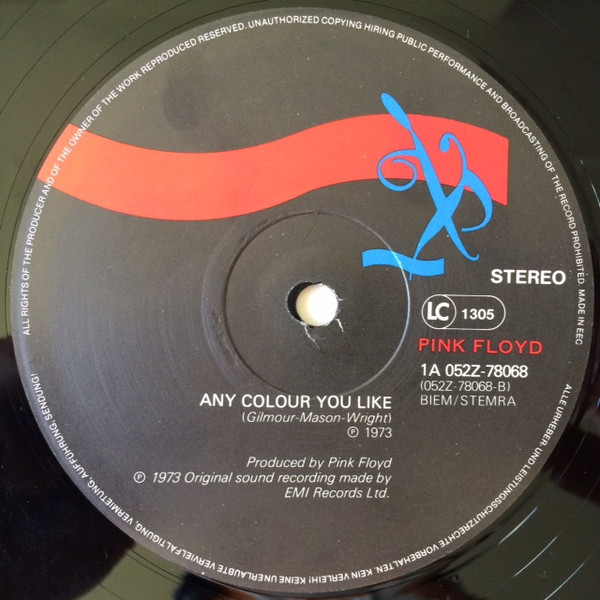 ALL RIGHTS OF THE PRODUCER AND OF THE OWNER OF THE WORK REPRODUCED RESERVED. UNAUTHORIZED COPYING HIRING PUBLIC PERFORMANCE AND BROADCASTING OF THE RECORD PROHIBITED. MADE IN EEC
STEREO
LC 1305
PINK FLOYD
1A 052Z-78068
(052Z-78068-B)
BIEM/STEMRA
ANY COLOUR YOU LIKE
(Gilmour-Mason-Wright)
℗ 1973
Produced by Pink Floyd
℗ 1973 Original sound recording made by
EMI Records Ltd.
ALLE URHEBER- UND LEISTUNGSSCHUTZRECHTE VORBEHALTEN. KEIN VERLEIH! KEINE UNERLAUBTE VERVIELFÄLTIGUNG, VERMIETUNG, AUFFÜHRUNG, SENDUNG!